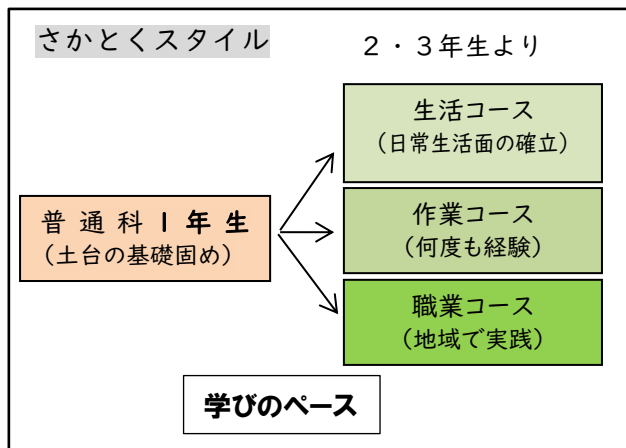 さかとくスタイル
２・３年生より
生活コース
（日常生活面の確立）
普通科１年生
（土台の基礎固め）
作業コース
（何度も経験）
職業コース
（地域で実践）
学びのペース